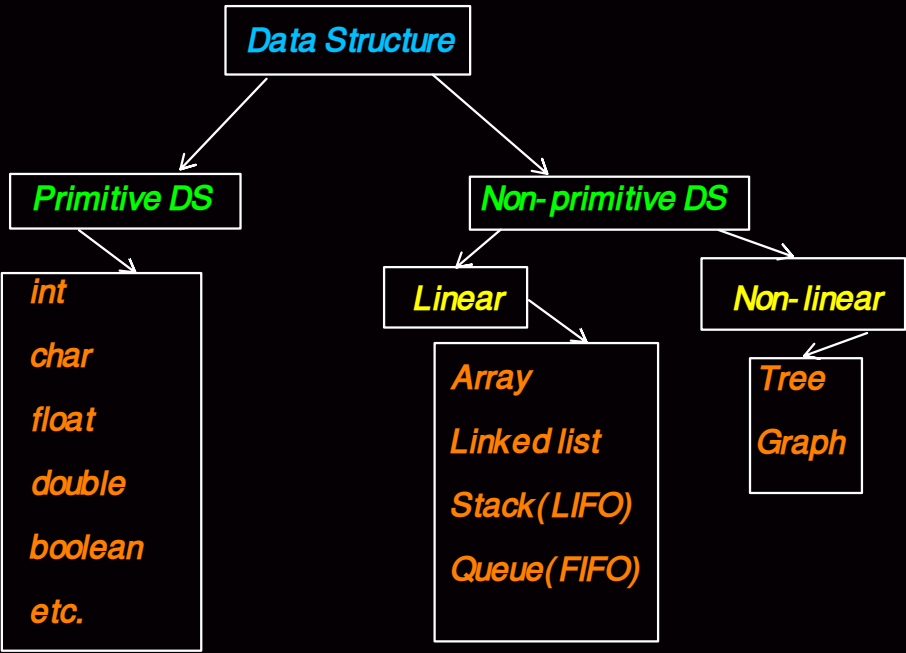 Data Structure
Primitive DS
Non-primitive DS
int
char
float
double
boolean
etc.
Linear
Non-linear
Array
Linked list
Stack(LIFO)
Queue(FIFO)
Tree
Graph